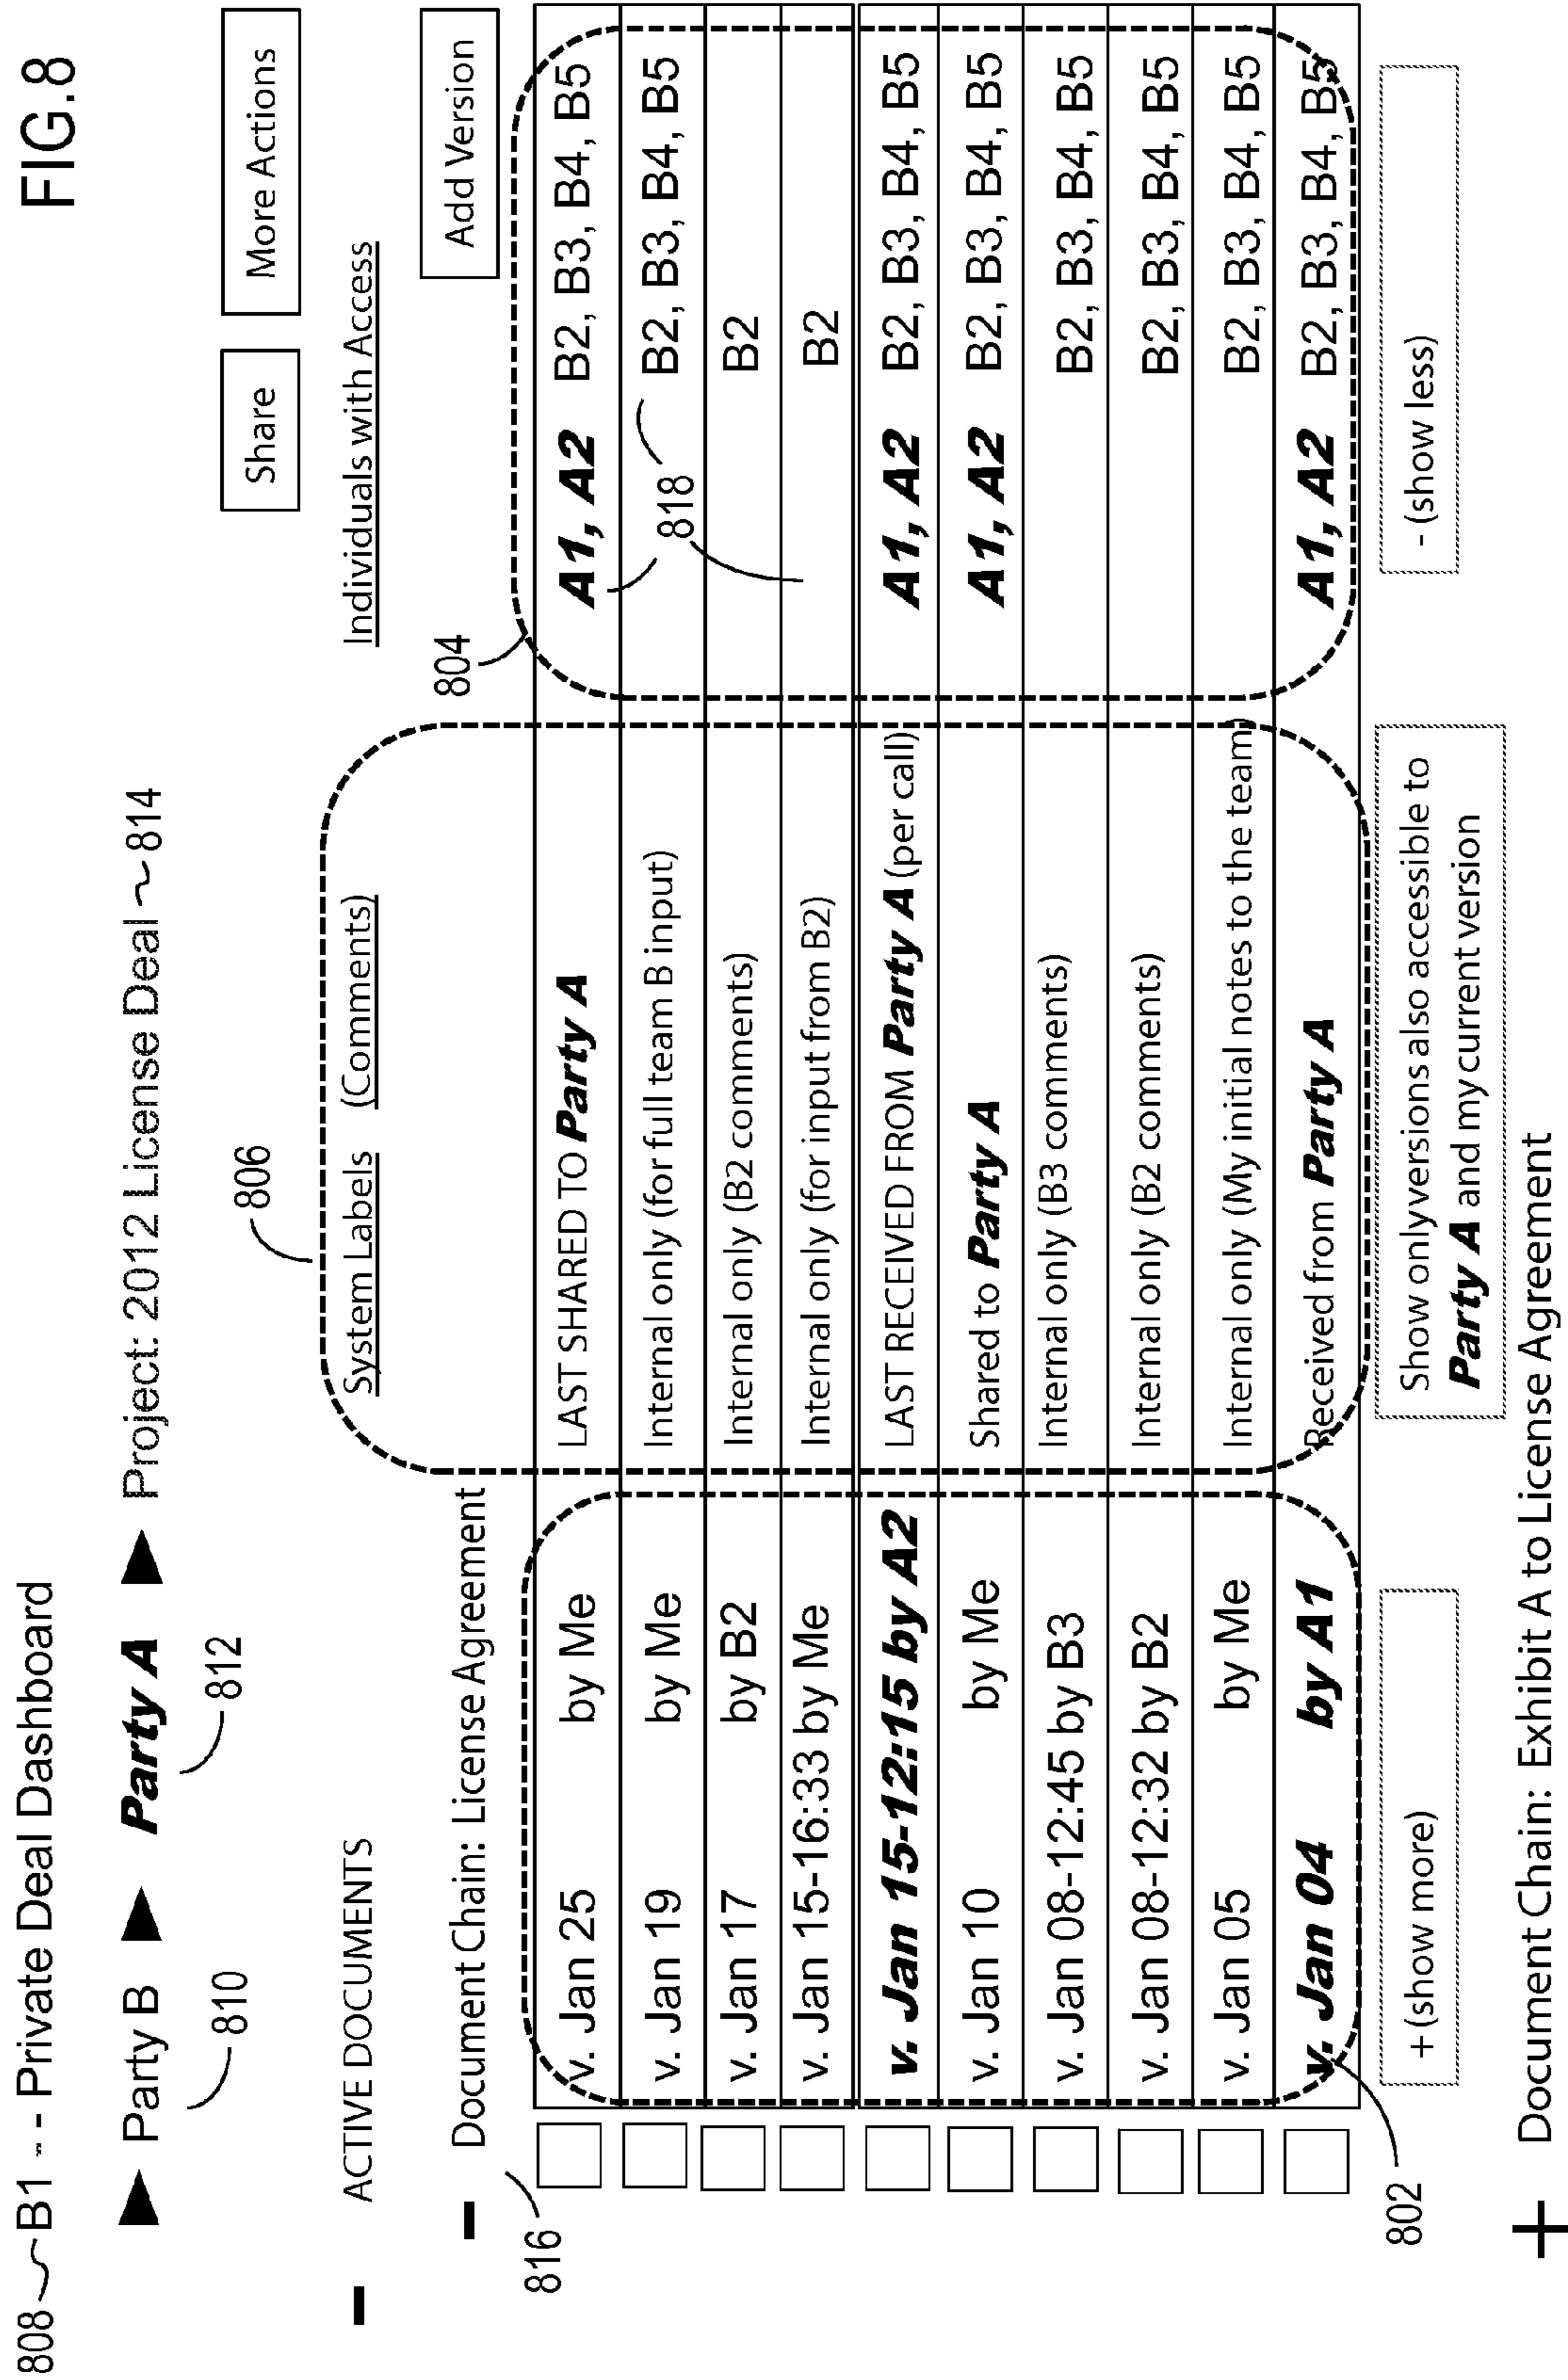 FIG.8
808 B1 -- Private Deal Dashboard
Party B Party A Project: 2012 License Deal 814
810 812
Share More Actions
806
ACTIVE DOCUMENTS System Labels (Comments) Individuals with Access
804
816 Document Chain: License Agreement Add Version
v. Jan 25 by Me LAST SHARED TO Party A A1, A2 B2, B3, B4, B5
v. Jan 19 by Me Internal only (for full team B input) B2, B3, B4, B5
818
v. Jan 17 by B2 Internal only (B2 comments) B2
v. Jan 15-16:33 by Me Internal only (for input from B2) B2
v. Jan 15-12:15 by A2 LAST RECEIVED FROM Party A (per call) A1, A2 B2, B3, B4, B5
v. Jan 10 by Me Shared to Party A A1, A2 B2, B3, B4, B5
v. Jan 08-12:45 by B3 Internal only (B3 comments) B2, B3, B4, B5
v. Jan 08-12:32 by B2 Internal only (B2 comments) B2, B3, B4, B5
v. Jan 05 by Me Internal only (My initial notes to the team) B2, B3, B4, B5
v. Jan 04 by A1 Received from Party A A1, A2 B2, B3, B4, B5
802
+ (show more) Show only versions also accessible to - (show less)
Party A and my current version
+ Document Chain: Exhibit A to License Agreement